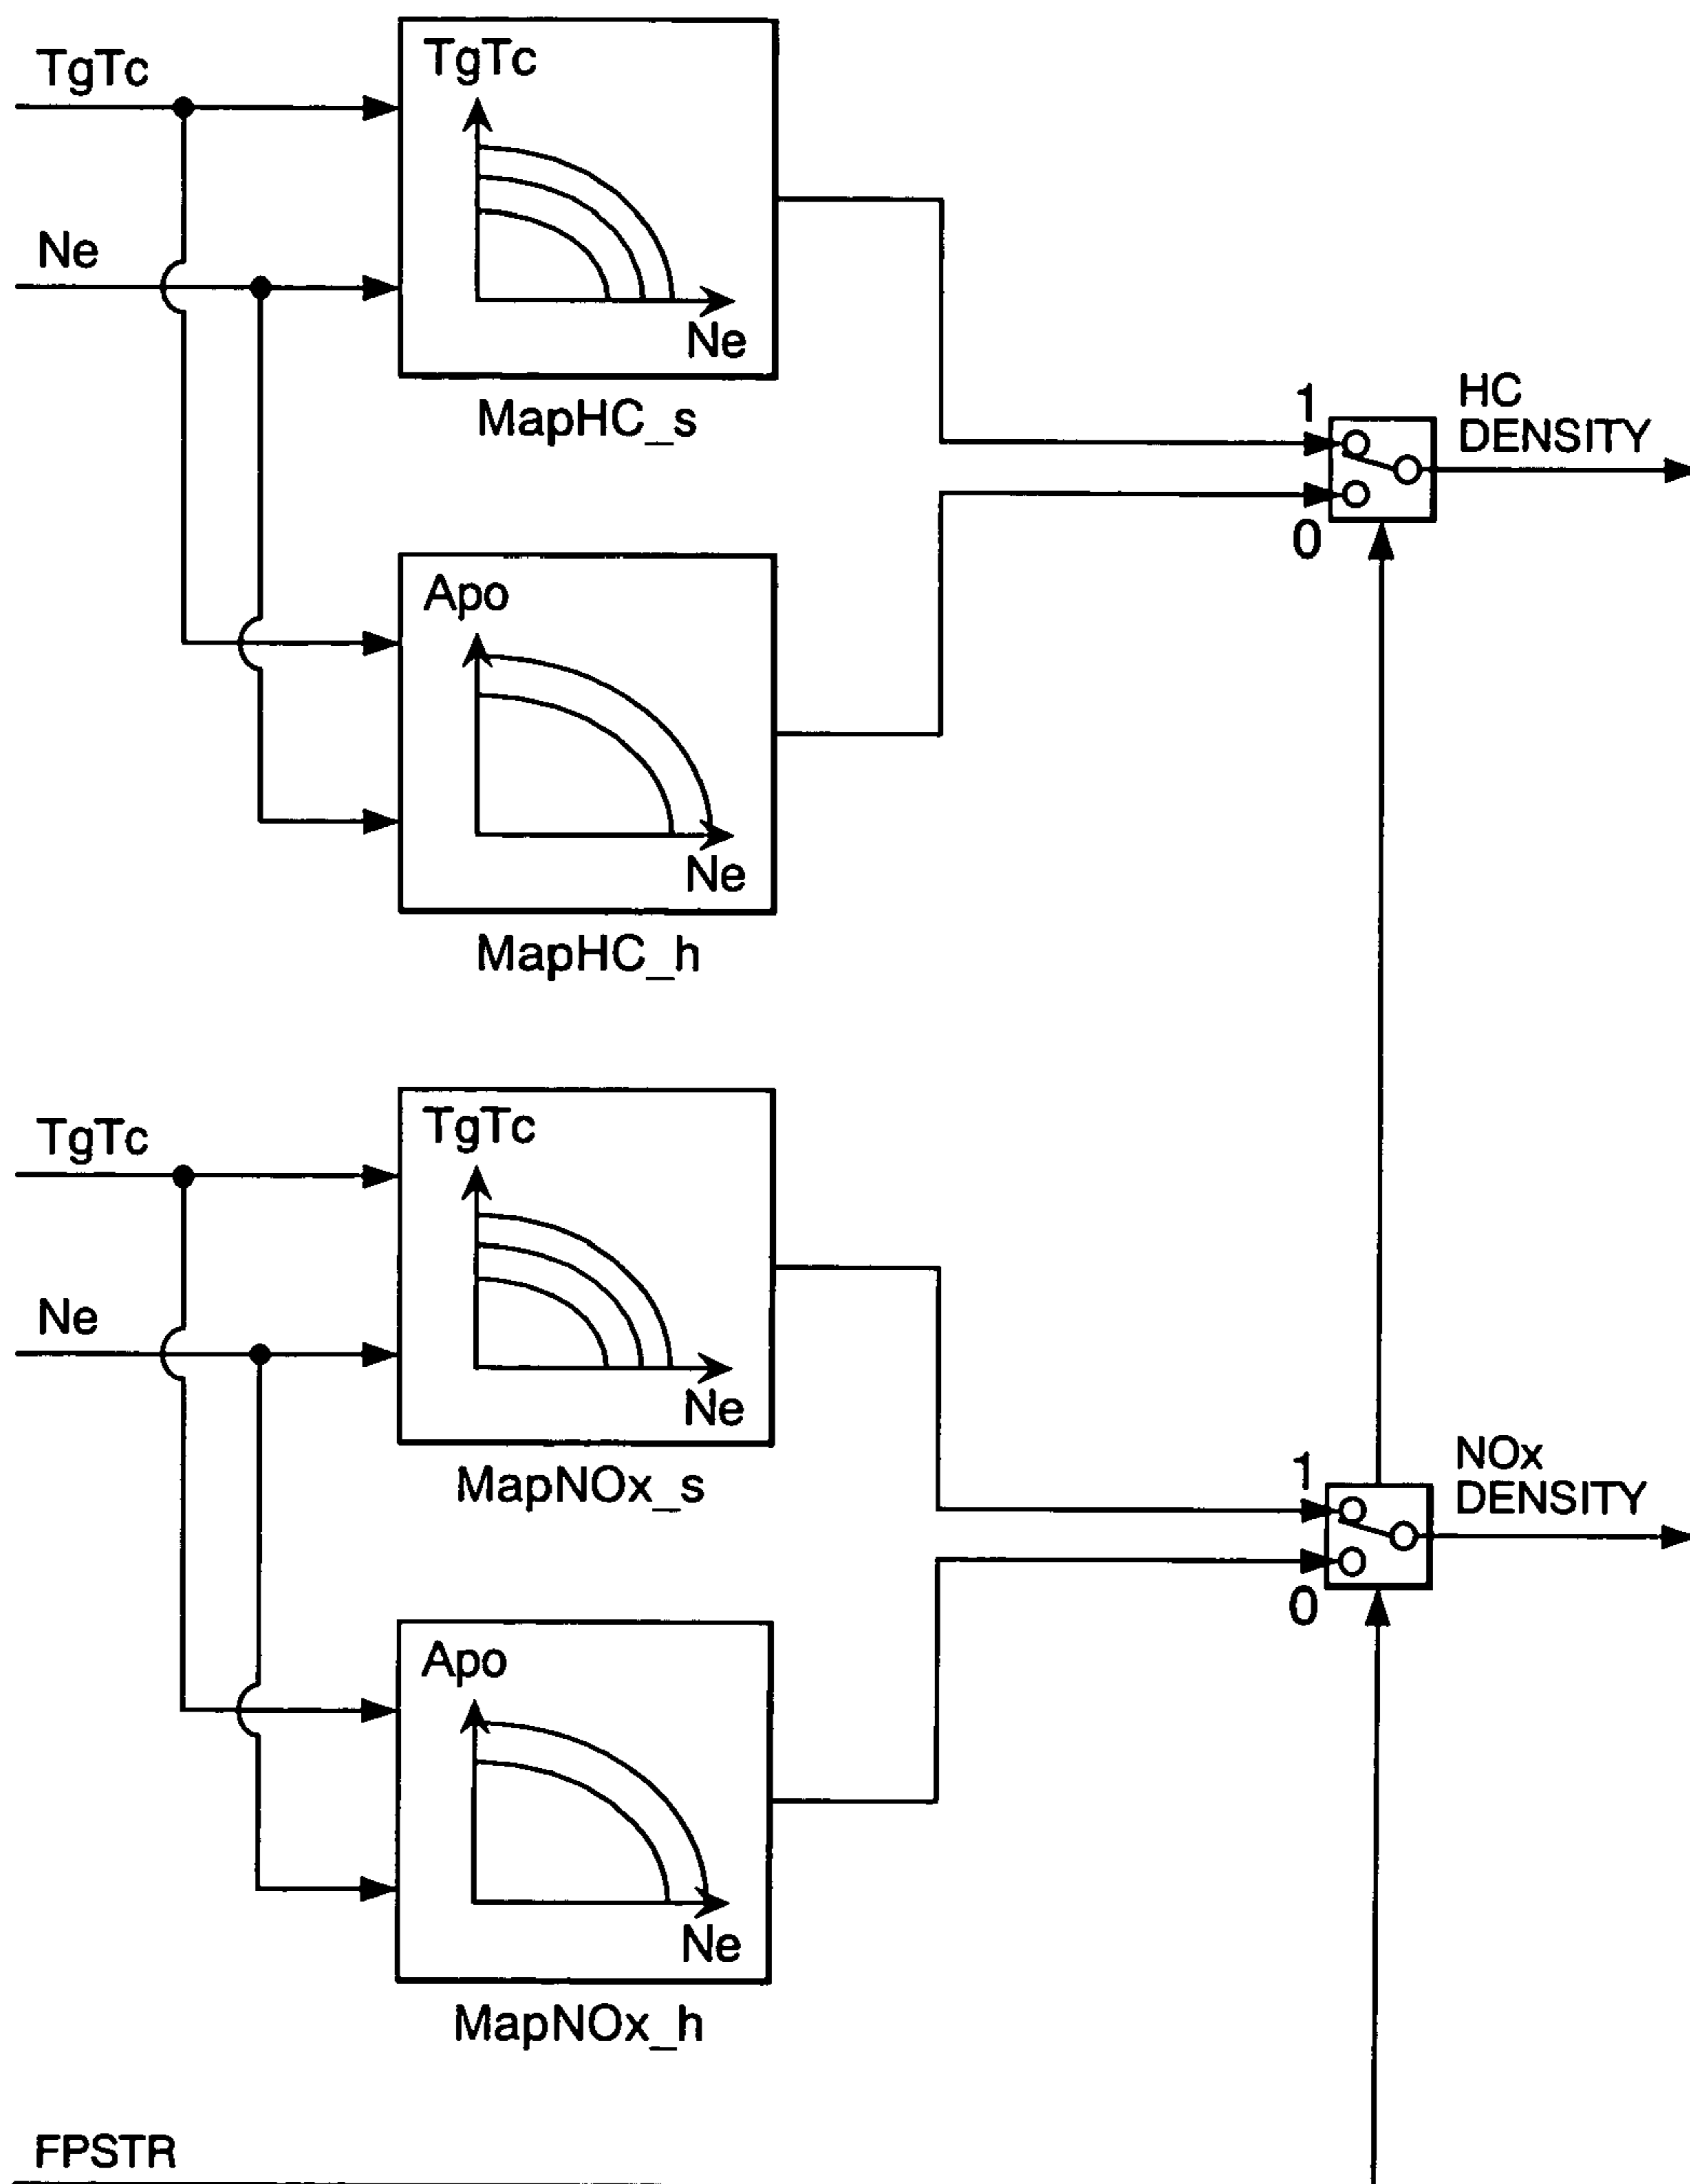 TgTc
TgTc
Ne
Ne
MapHC_s
1
HC
DENSITY
0
Apo
Ne
MapHC_h
TgTc
TgTc
Ne
Ne
MapNOx_s
1
NOx
DENSITY
0
Apo
Ne
MapNOx_h
FPSTR